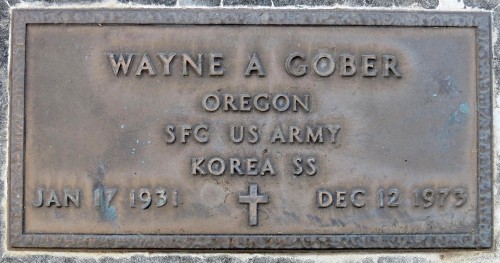 WAYNE A GOBER
OREGON
SFC US ARMY
KOREA SS
JAN 17 1931 DEC 12 1973